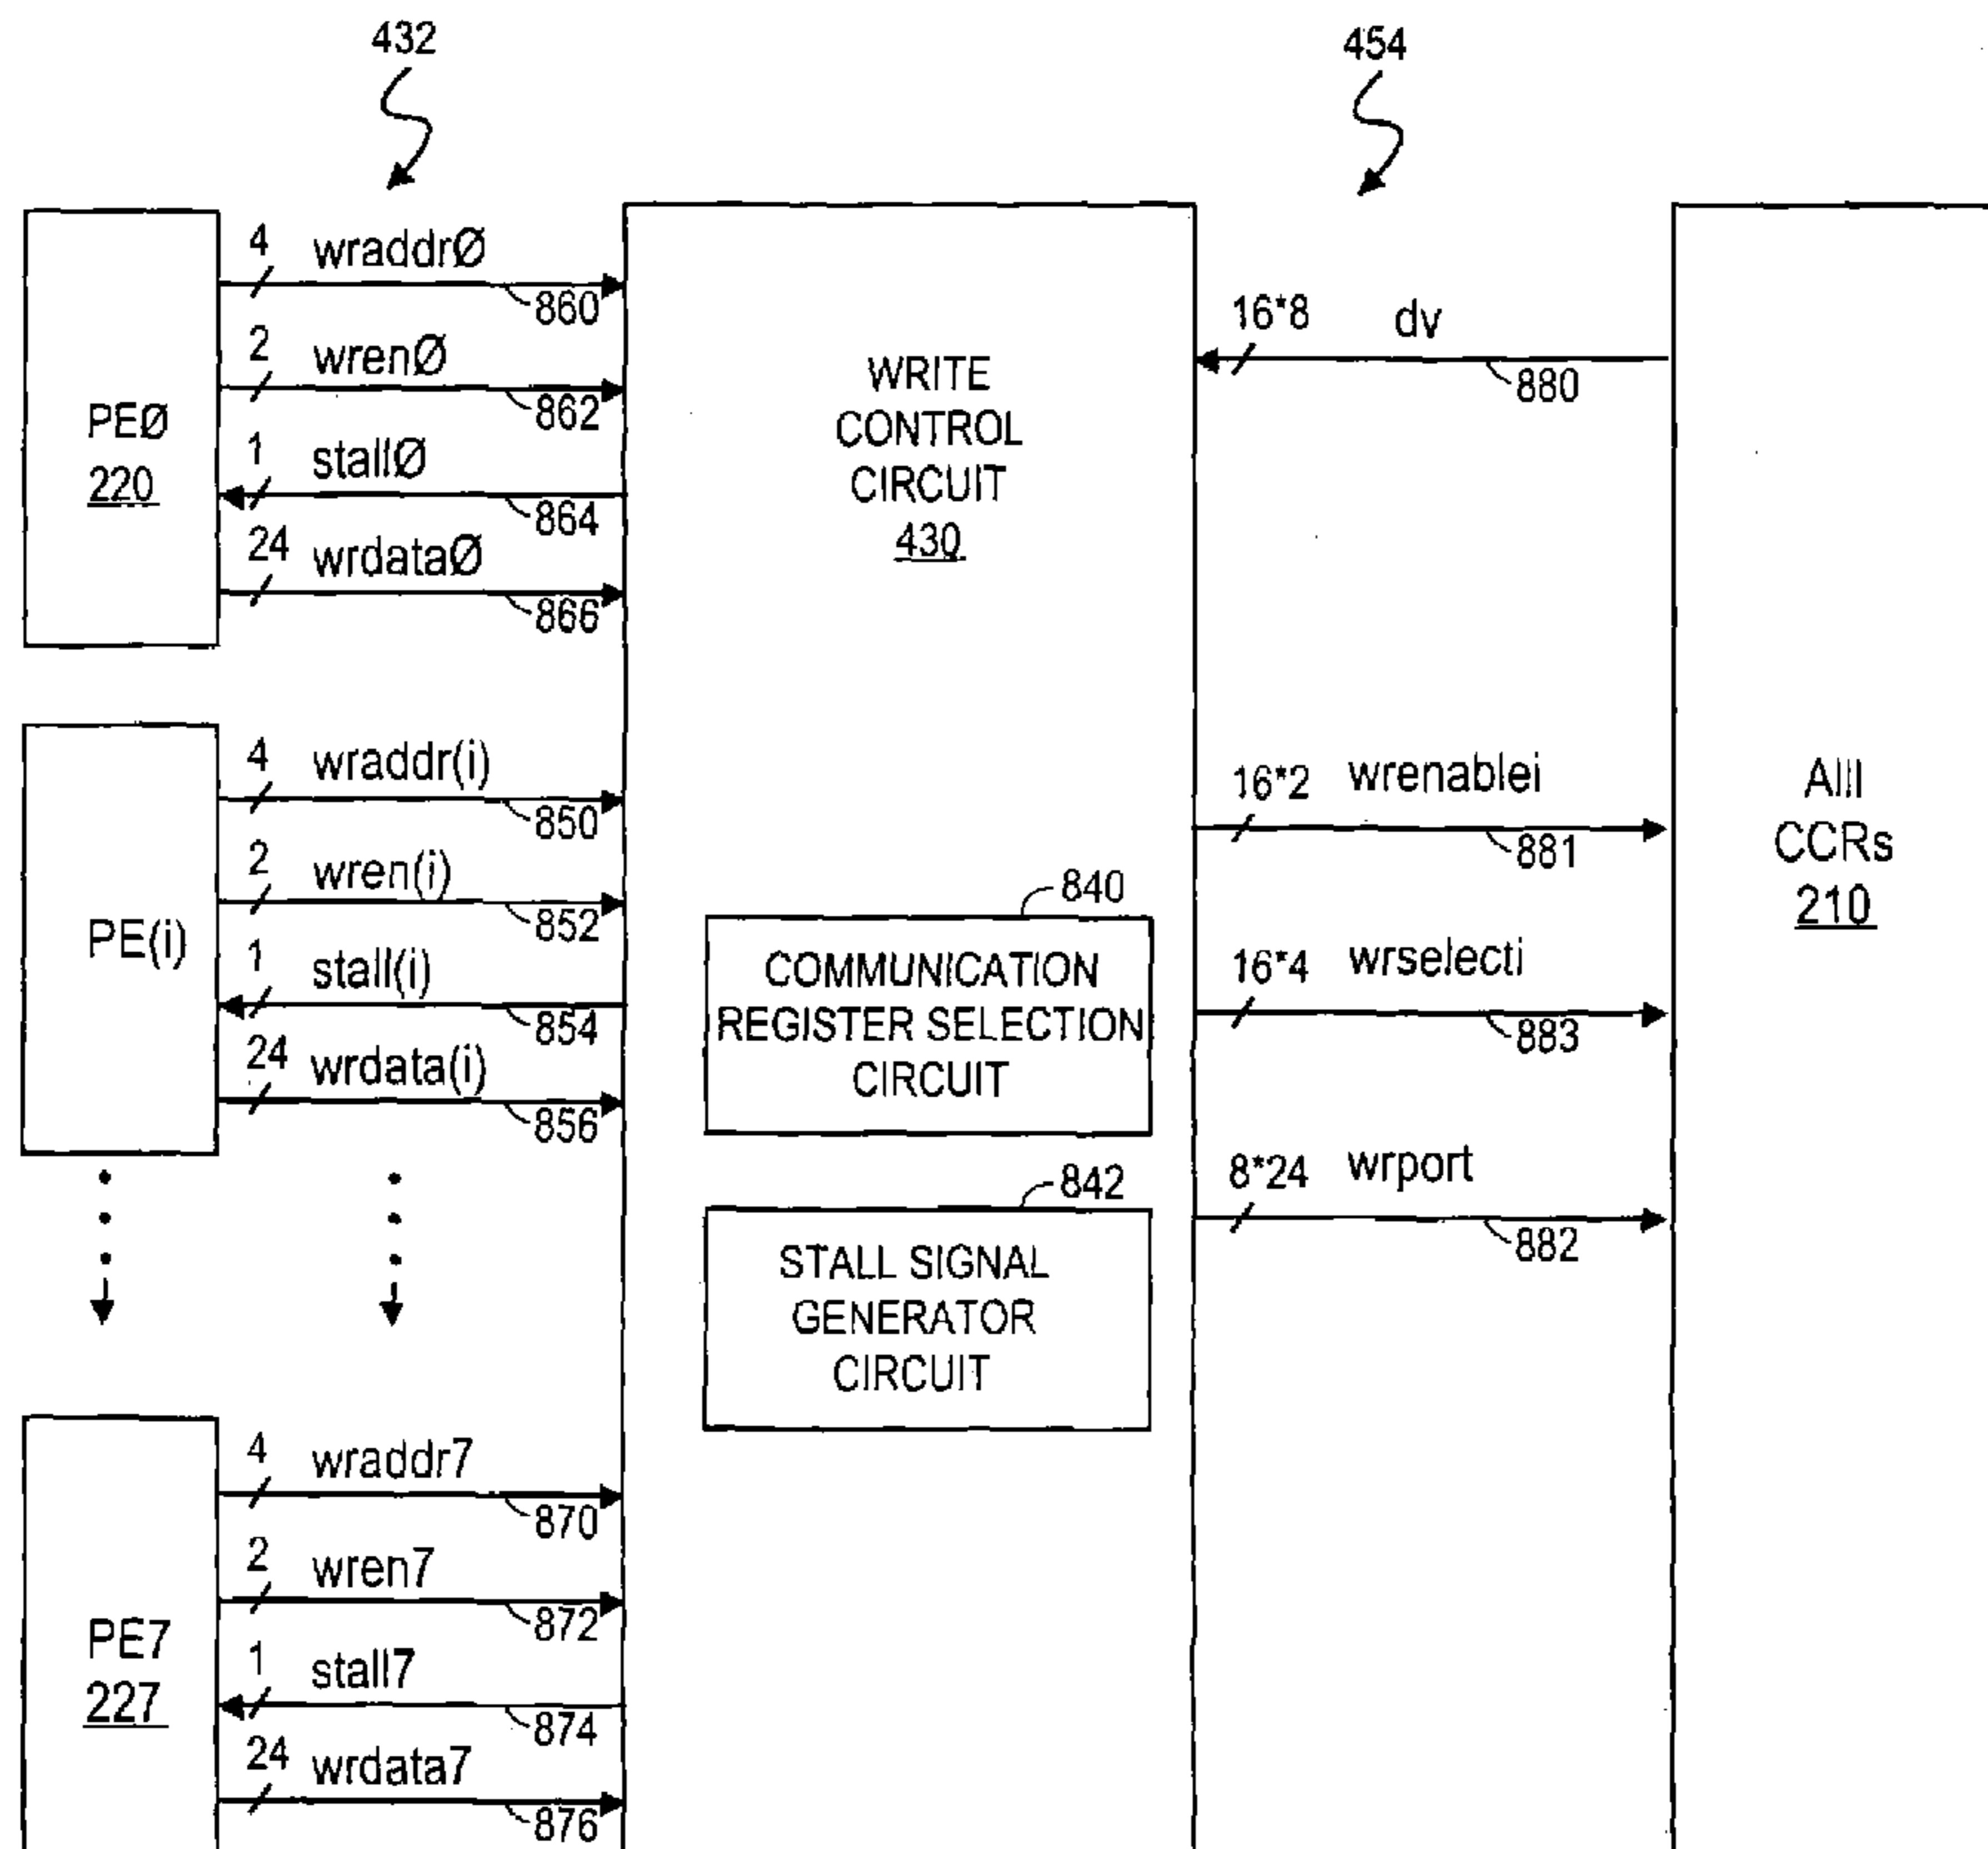 432
454
4 wraddrØ
860
2 wrenØ
862
1 stallØ
864
24 wrdataØ
866
PEØ
220
4 wraddr(i)
850
2 wren(i)
852
1 stall(i)
854
24 wrdata(i)
856
PE(i)
4 wraddr7
870
2 wren7
872
1 stall7
874
24 wrdata7
876
PE7
227
WRITE
CONTROL
CIRCUIT
430
840
COMMUNICATION
REGISTER SELECTION
CIRCUIT
842
STALL SIGNAL
GENERATOR
CIRCUIT
16*8 dv
880
16*2 wrenablei
881
16*4 wrselecti
883
8*24 wrport
882
Alll
CCRs
210